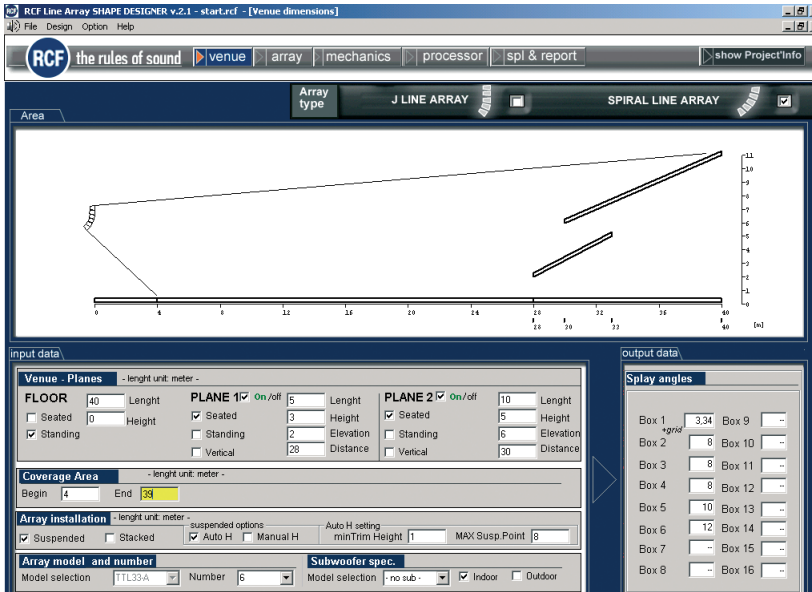 RCF Line Array SHAPE DESIGNER v.2.1 - start.rcf - [Venue dimensions]
File Design Option Help
RCF the rules of sound venue array mechanics processor spl & report show Project'Info
Array type J LINE ARRAY SPIRAL LINE ARRAY
Area
11
9
7
6
5
4
3
2
1
0
0 4 8 12 16 20 24 28 32 36 40
28 20 22 40 [m]
input data
Venue - Planes - lenght unit: meter -
FLOOR 40 Lenght
Seated 0 Height
Standing
PLANE 1 On/off 5 Lenght
Seated 3 Height
Standing 2 Elevation
Vertical 28 Distance
PLANE 2 On/off 10 Lenght
Seated 5 Height
Standing 6 Elevation
Vertical 30 Distance
Coverage Area - lenght unit: meter -
Begin 4 End 39
Array installation - lenght unit: meter -
Suspended Stacked
suspended options
Auto H Manual H
Auto H setting
minTrim Height 1 MAX Susp.Point 8
Array model and number
Model selection TTL33-A Number 6
Subwoofer spec.
Model selection - no sub - Indoor Outdoor
output data
Splay angles
Box 1 3,34 Box 9 --
+grid
Box 2 8 Box 10 --
Box 3 8 Box 11 --
Box 4 8 Box 12 --
Box 5 10 Box 13 --
Box 6 12 Box 14 --
Box 7 -- Box 15 --
Box 8 -- Box 16 --